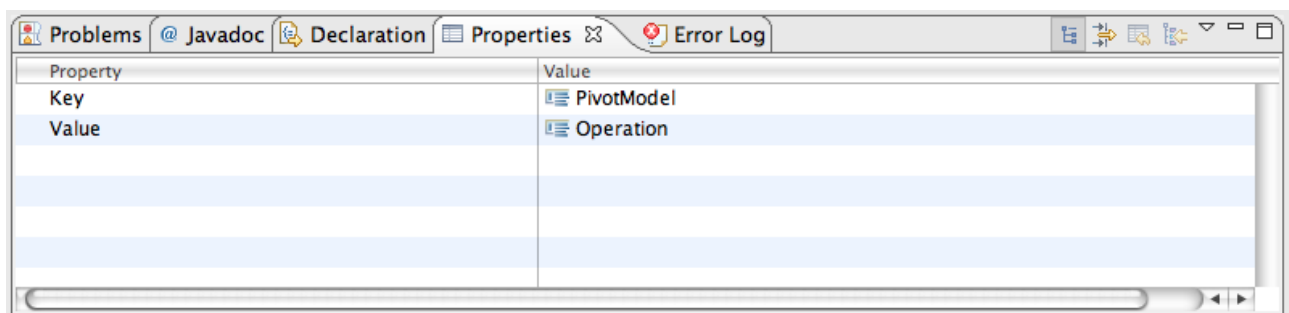 Problems @ Javadoc Declaration Properties Error Log
Property Value
Key PivotModel
Value Operation